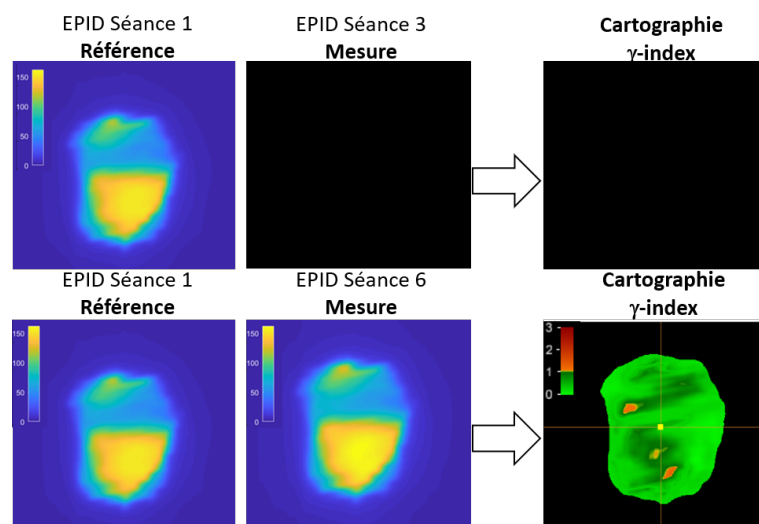 EPID Séance 1
Référence
EPID Séance 3
Mesure
Cartographie
γ-index
150
100
50
0
EPID Séance 1
Référence
EPID Séance 6
Mesure
Cartographie
γ-index
150
100
50
0
150
100
50
0
3
2
1
0